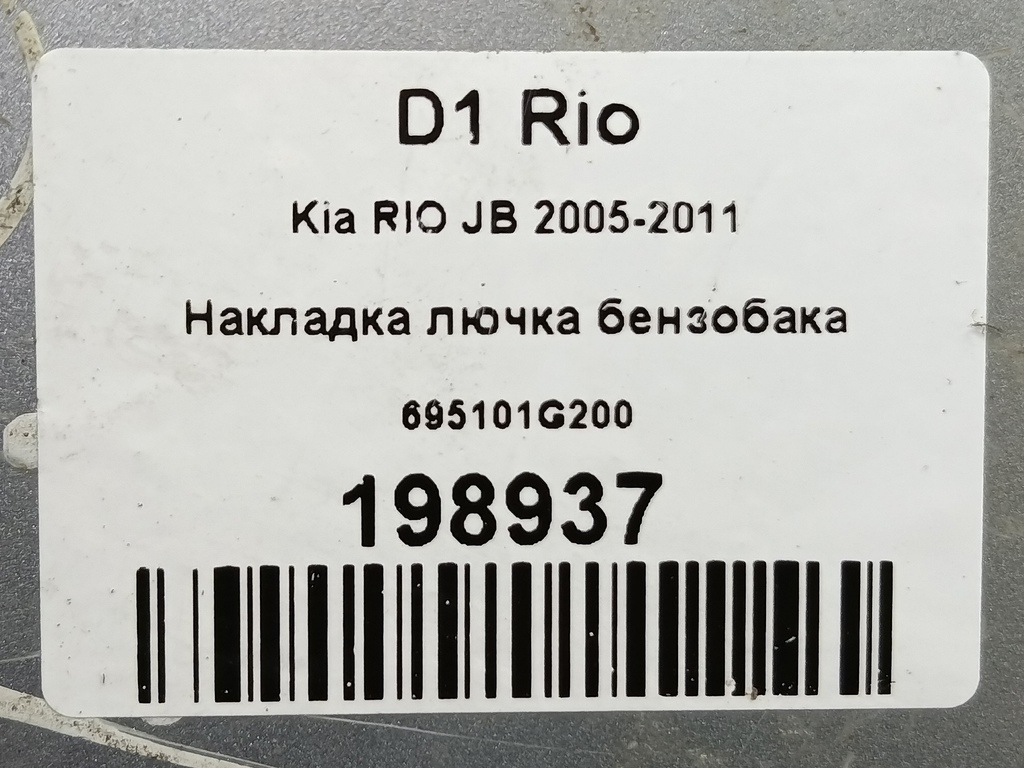 D1 Rio
Kia RIO JB 2005-2011
Накладка лючка бензобака
695101G200
198937